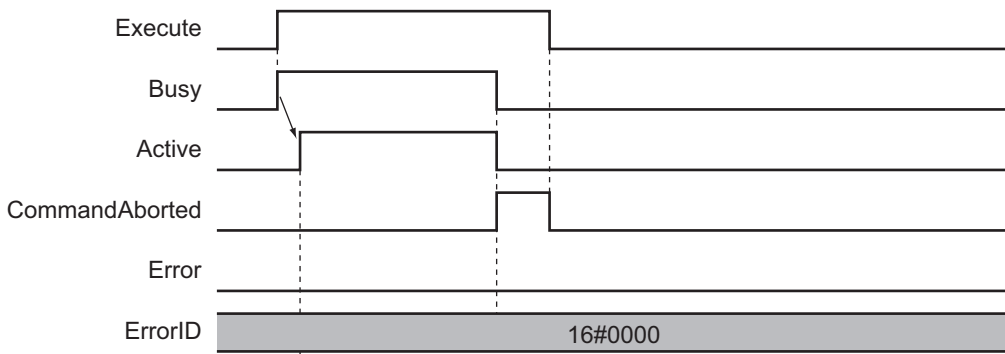 Execute
Busy
Active
CommandAborted
Error
ErrorID 16#0000